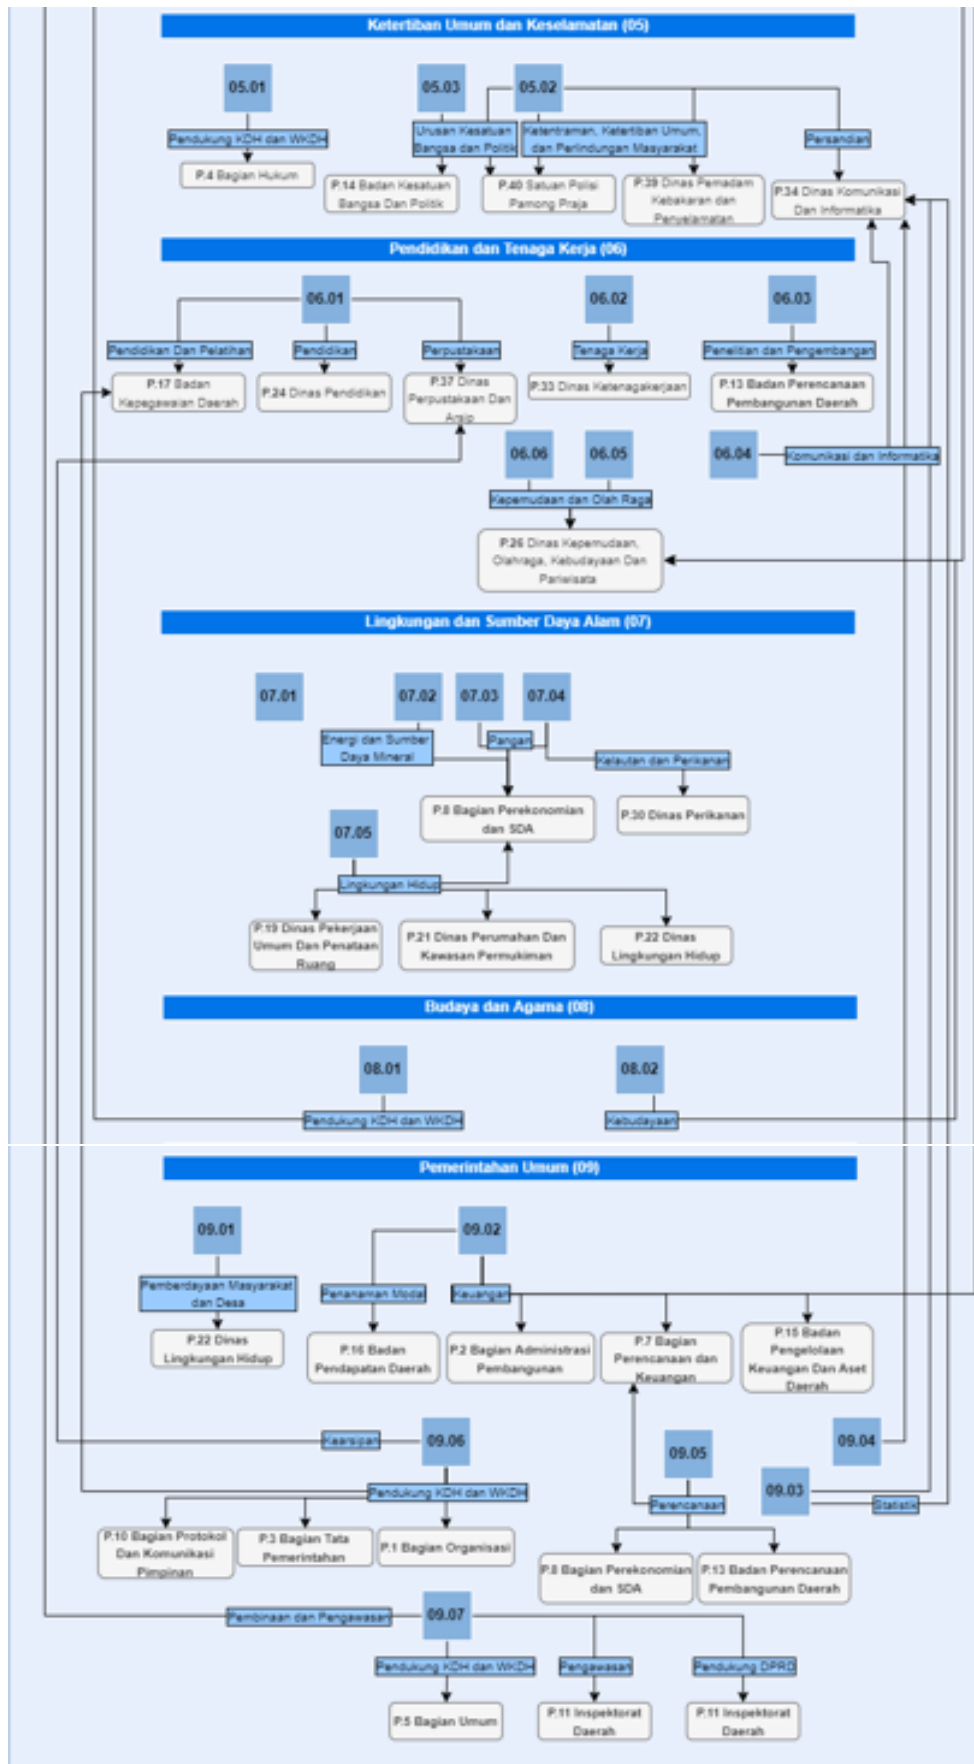 Ketertiban Umum dan Keselamatan (05)
05.01
05.03
05.02
Pendukung KDH dan WKDH
Urusan Kesatuan
Bangsa dan Politik
Ketentraman, Ketertiban Umum,
dan Perlindungan Masyarakat
Persandian
P.4 Bagian Hukum
P.14 Badan Kesatuan
Bangsa Dan Politik
P.40 Satuan Polisi
Pamong Praja
P.39 Dinas Pemadam
Kebakaran dan
Penyelamatan
P.34 Dinas Komunikasi
Dan Informatika
Pendidikan dan Tenaga Kerja (06)
06.01
06.02
06.03
Pendidikan Dan Pelatihan
Pendidikan
Perpustakaan
Tenaga Kerja
Penelitian dan Pengembangan
P.17 Badan
Kepegawaian Daerah
P.24 Dinas Pendidikan
P.37 Dinas
Perpustakaan Dan
Arsip
P.33 Dinas Ketenagakerjaan
P.13 Badan Perencanaan
Pembangunan Daerah
06.06
06.05
06.04
Komunikasi dan Informatika
Kepemudaan dan Olah Raga
P.26 Dinas Kepemudaan,
Olahraga, Kebudayaan Dan
Pariwisata
Lingkungan dan Sumber Daya Alam (07)
07.01
07.02
07.03
07.04
Energi dan Sumber
Daya Mineral
Pangan
Kelautan dan Perikanan
P.8 Bagian Perekonomian
dan SDA
P.30 Dinas Perikanan
07.05
Lingkungan Hidup
P.19 Dinas Pekerjaan
Umum Dan Penataan
Ruang
P.21 Dinas Perumahan Dan
Kawasan Permukiman
P.22 Dinas
Lingkungan Hidup
Budaya dan Agama (08)
08.01
08.02
Pendukung KDH dan WKDH
Kebudayaan
Pemerintahan Umum (09)
09.01
09.02
Pemberdayaan Masyarakat
dan Desa
Penanaman Modal
Keuangan
P.22 Dinas
Lingkungan Hidup
P.16 Badan
Pendapatan Daerah
P.2 Bagian Administrasi
Pembangunan
P.7 Bagian
Perencanaan dan
Keuangan
P.15 Badan
Pengelolaan
Keuangan Dan Aset
Daerah
Kearsipan
09.06
09.05
09.04
09.03
Pendukung KDH dan WKDH
Perencanaan
Statistik
P.10 Bagian Protokol
Dan Komunikasi
Pimpinan
P.3 Bagian Tata
Pemerintahan
P.1 Bagian Organisasi
P.8 Bagian Perekonomian
dan SDA
P.13 Badan Perencanaan
Pembangunan Daerah
Pembinaan dan Pengawasan
09.07
Pendukung KDH dan WKDH
Pengawasan
Pendukung DPRD
P.5 Bagian Umum
P.11 Inspektorat
Daerah
P.11 Inspektorat
Daerah